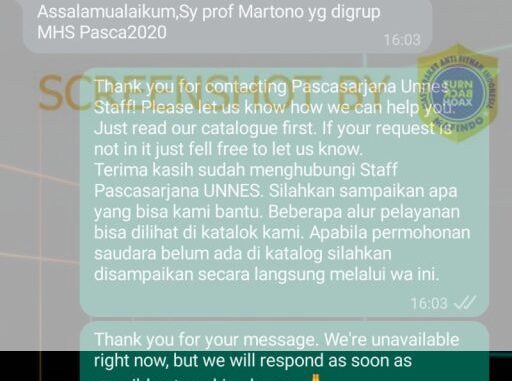 Assalamualaikum,Sy prof Martono yg digrup
MHS Pasca2020
16:03
SCREENSHOT BY
Thank you for contacting Pascasarjana Unnes
Staff! Please let us know how we can help you.
Just read our catalogue first. If your request is
not in it just fell free to let us know.
Terima kasih sudah menghubungi Staff
Pascasarjana UNNES. Silahkan sampaikan apa
yang bisa kami bantu. Beberapa alur pelayanan
bisa dilihat di katalok kami. Apabila permohonan
saudara belum ada di katalog silahkan
disampaikan secara langsung melalui wa ini.
16:03
TURN
BACK
HOAX
MAFINDO
Thank you for your message. We're unavailable
right now, but we will respond as soon as